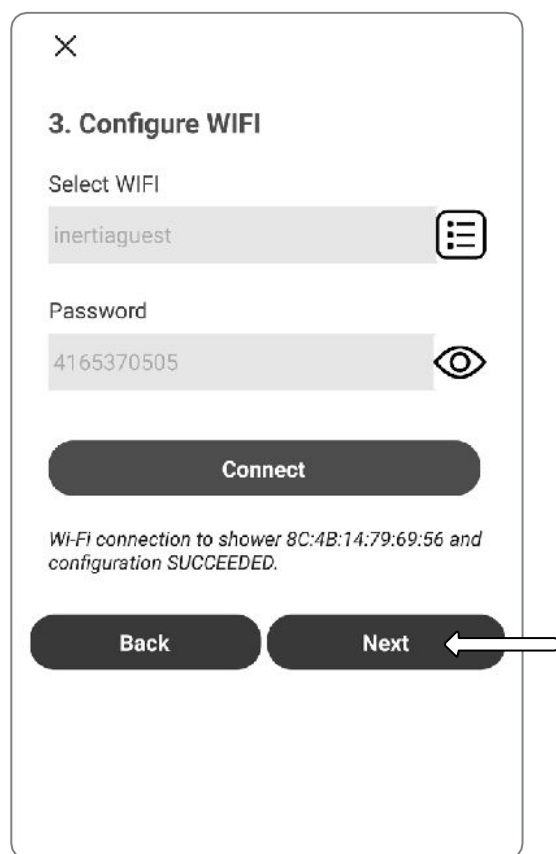 3. Configure WIFI
Select WIFI
inertiaguest
Password
4165370505
Connect
Wi-Fi connection to shower 8C:4B:14:79:69:56 and
configuration SUCCEEDED.
Back Next